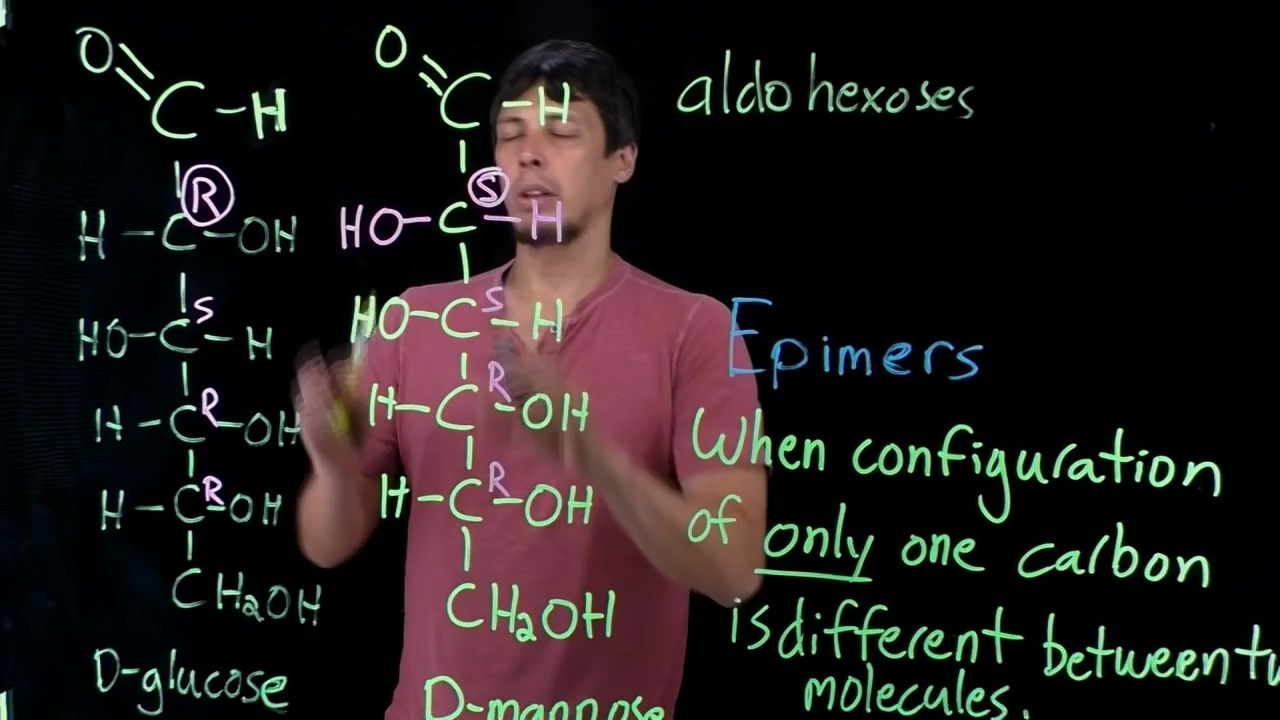 O=C-H
R
H-C-OH
S
HO-C-H
R
H-C-OH
R
H-C-OH
CH₂OH
D-glucose
O=C-H
S
HO-C-H
S
HO-C-H
R
H-C-OH
R
H-C-OH
CH₂OH
D-mannose
aldohexoses
Epimers
When configuration
of only one carbon
is different between
molecules.